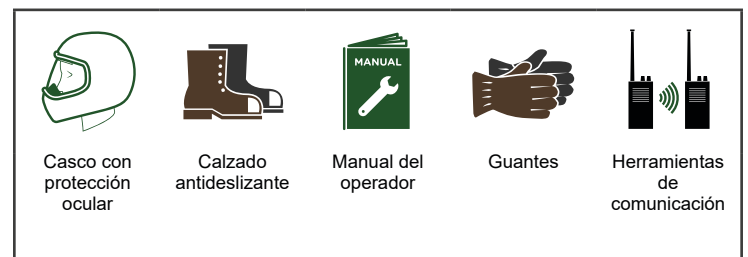 MANUAL
Casco con
protección
ocular
Calzado
antideslizante
Manual del
operador
Guantes
Herramientas
de
comunicación